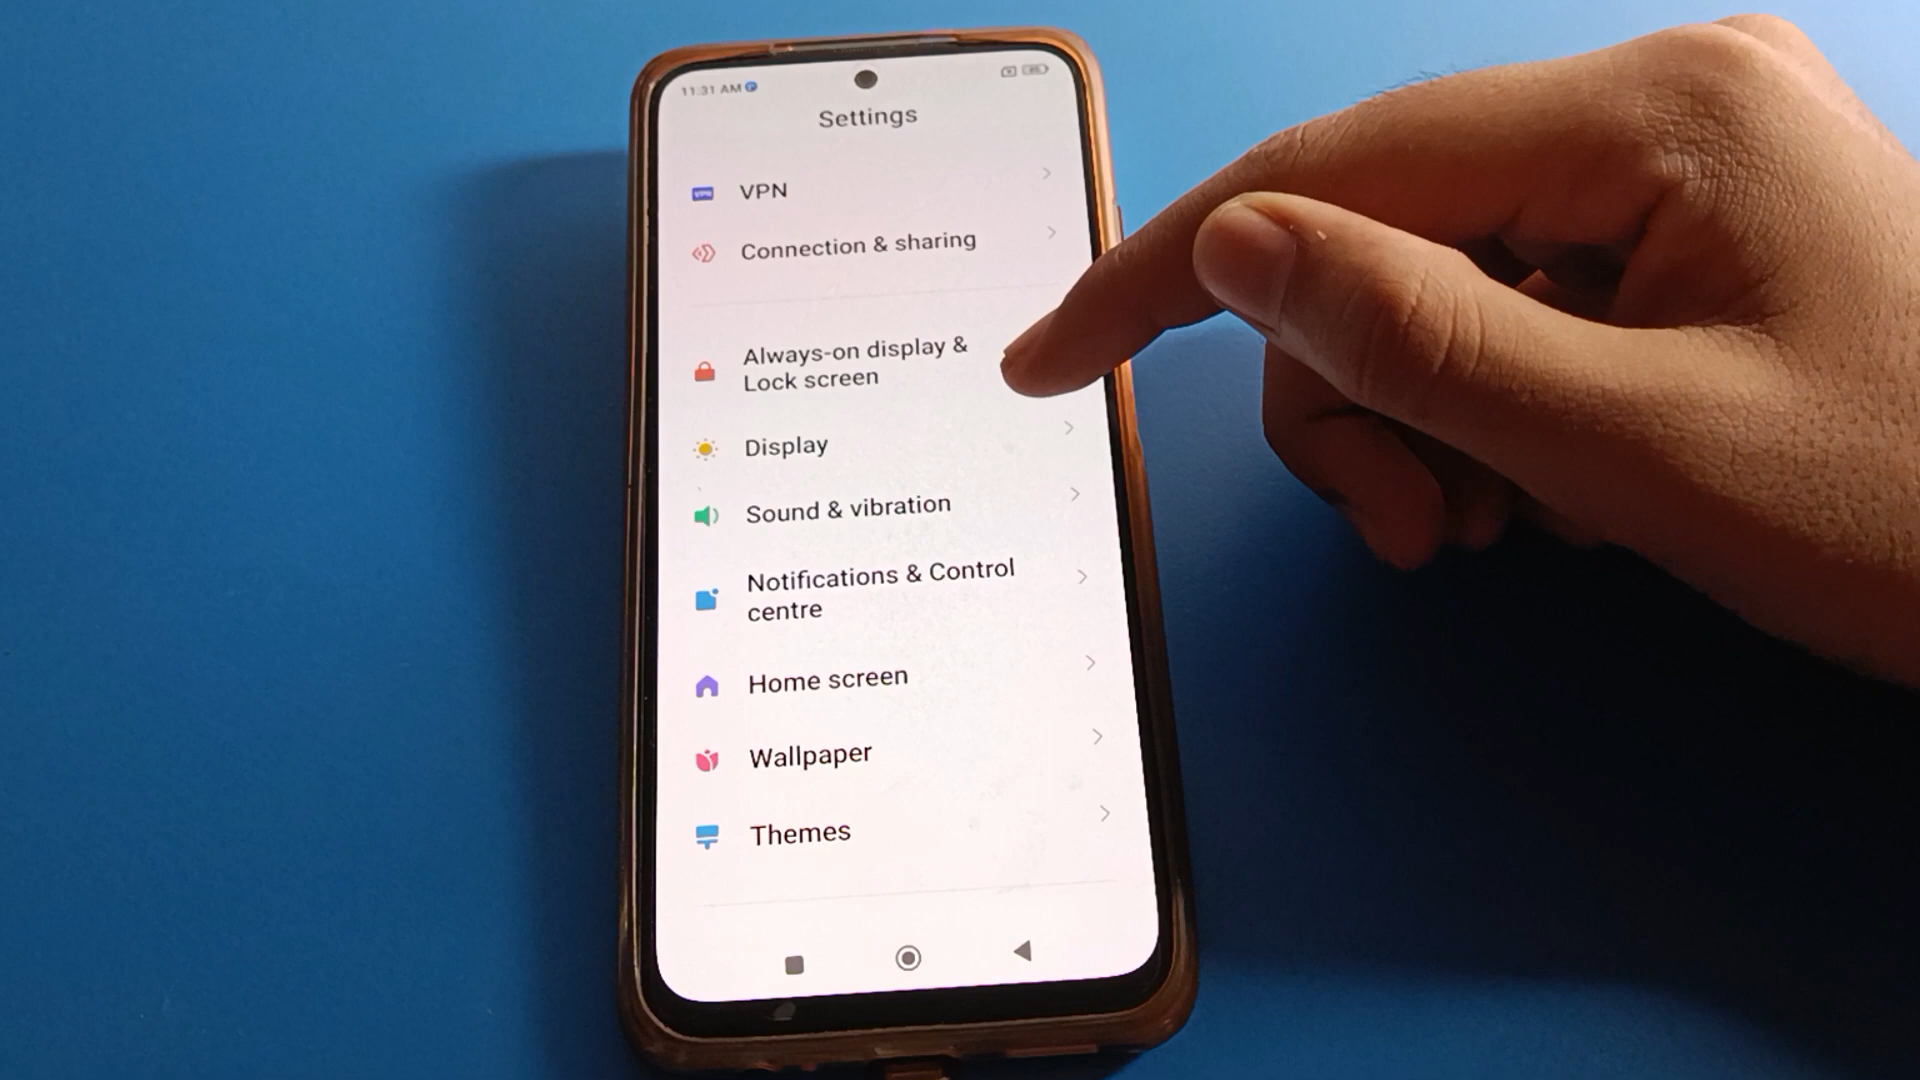 11:31 AM
Settings
VPN
VPN
Connection & sharing
Always-on display &
Lock screen
Display
Sound & vibration
Notifications & Control
centre
Home screen
Wallpaper
Themes